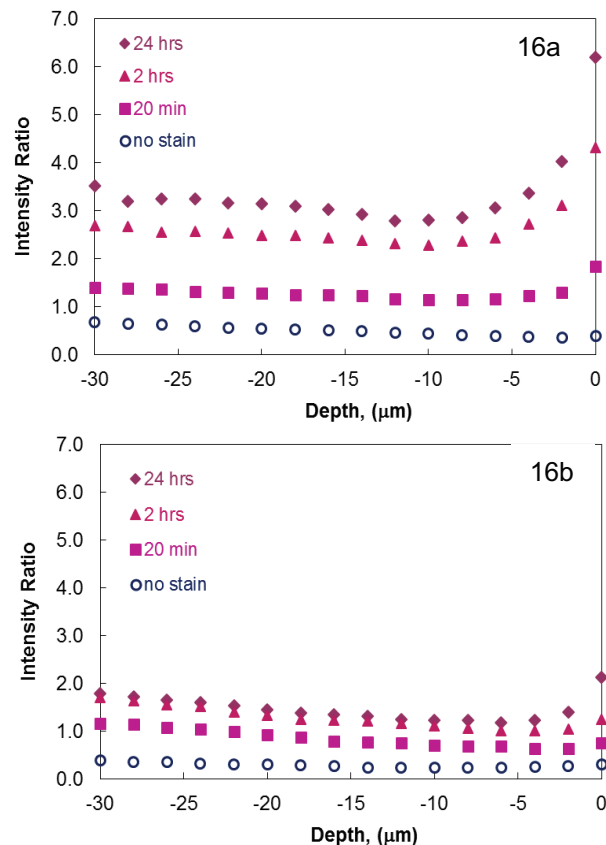 7.0
6.0
5.0
4.0
3.0
2.0
1.0
0.0
Intensity Ratio
24 hrs
2 hrs
20 min
no stain
16a
-30
-25
-20
-15
-10
-5
0
Depth, (μm)
7.0
6.0
5.0
4.0
3.0
2.0
1.0
0.0
Intensity Ratio
24 hrs
2 hrs
20 min
no stain
16b
-30
-25
-20
-15
-10
-5
0
Depth, (μm)